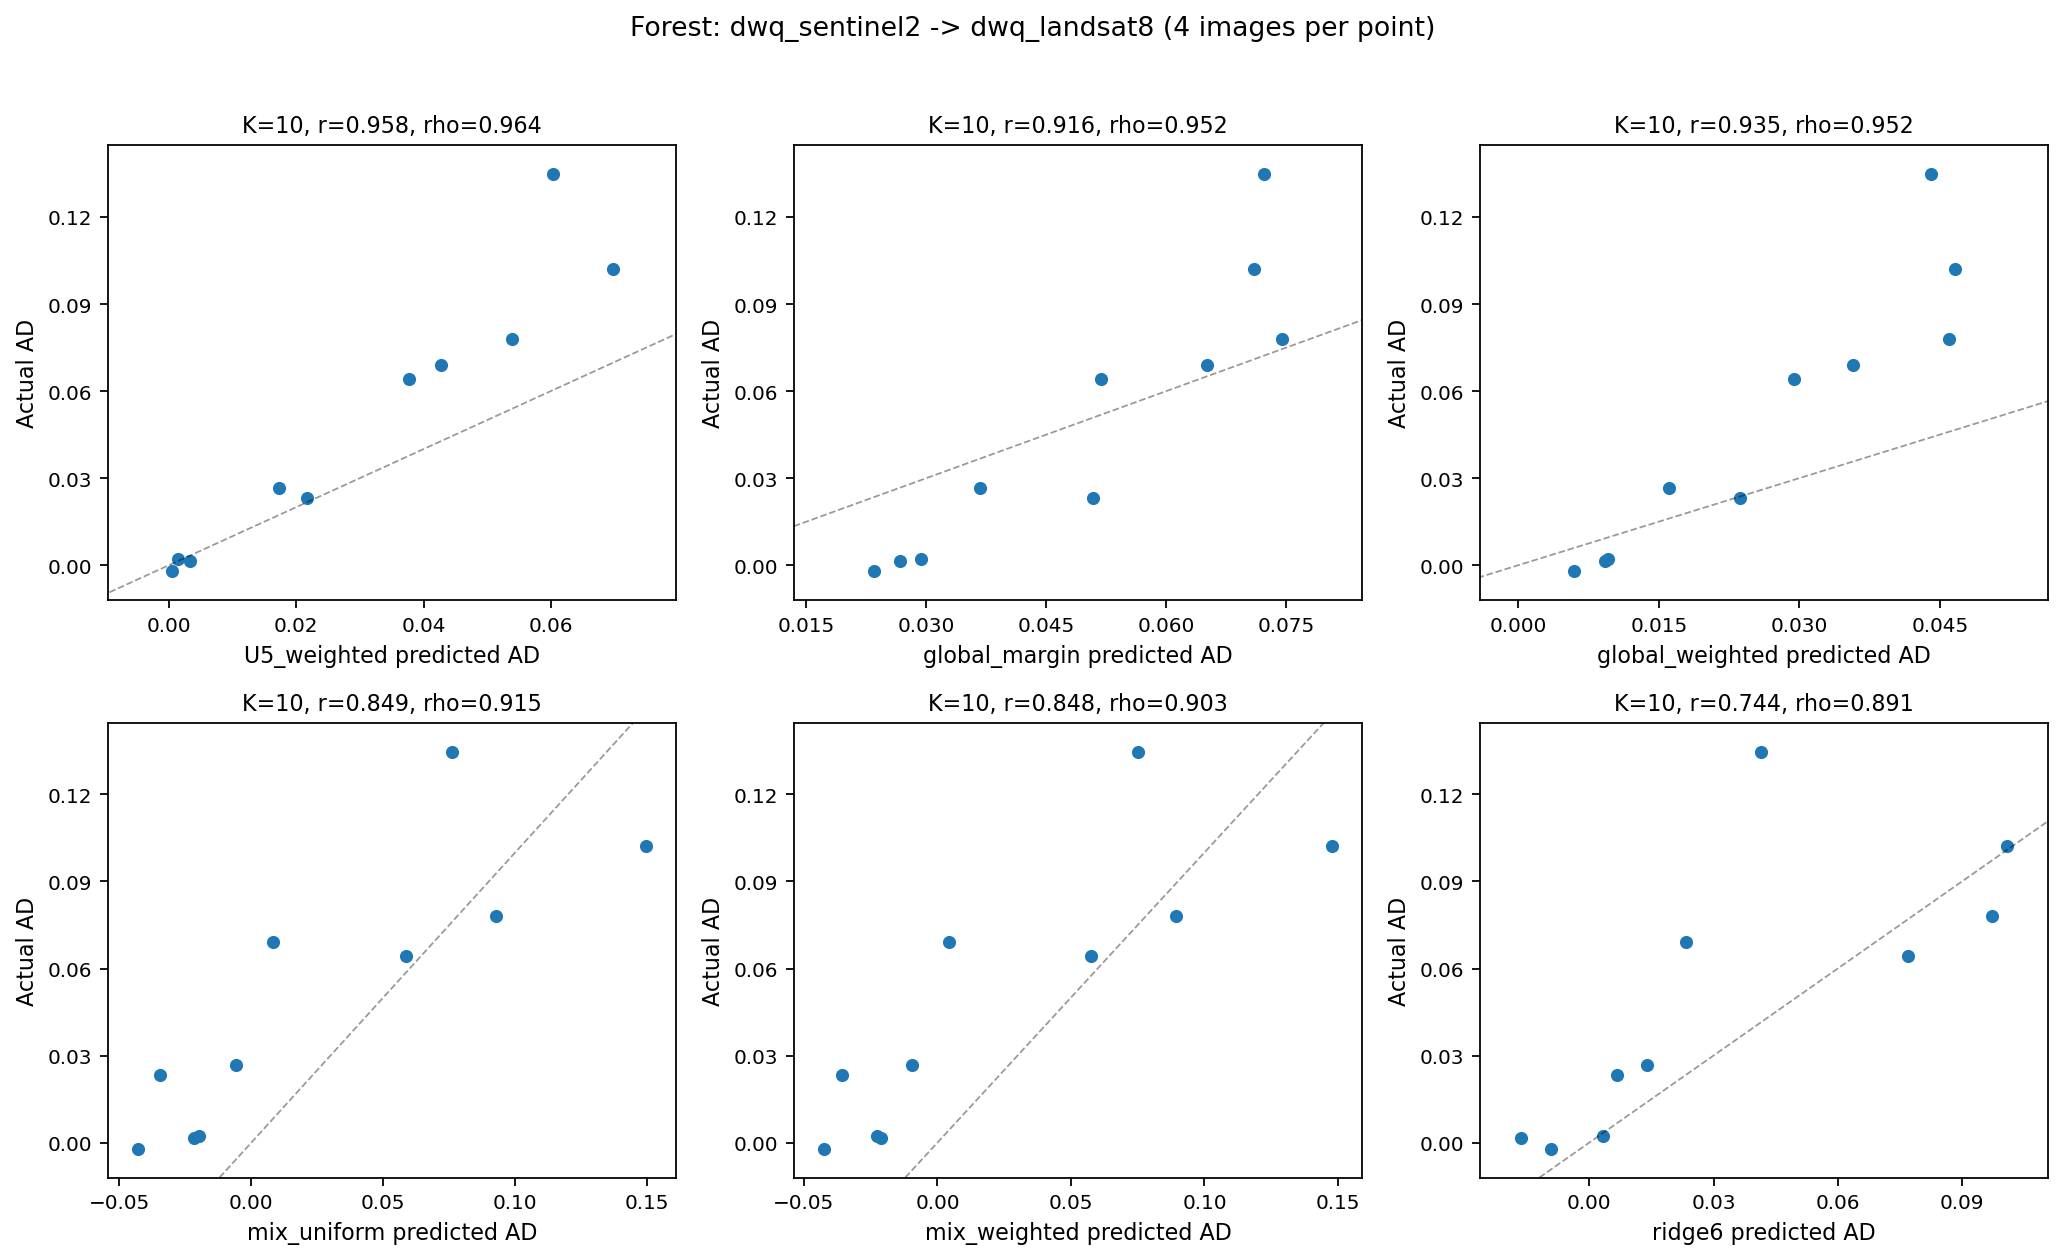 Forest: dwq_sentinel2 -> dwq_landsat8 (4 images per point)
K=10, r=0.958, rho=0.964
Actual AD
0.12
0.09
0.06
0.03
0.00
0.00 0.02 0.04 0.06
U5_weighted predicted AD
K=10, r=0.916, rho=0.952
Actual AD
0.12
0.09
0.06
0.03
0.00
0.015 0.030 0.045 0.060 0.075
global_margin predicted AD
K=10, r=0.935, rho=0.952
Actual AD
0.12
0.09
0.06
0.03
0.00
0.000 0.015 0.030 0.045
global_weighted predicted AD
K=10, r=0.849, rho=0.915
Actual AD
0.12
0.09
0.06
0.03
0.00
−0.05 0.00 0.05 0.10 0.15
mix_uniform predicted AD
K=10, r=0.848, rho=0.903
Actual AD
0.12
0.09
0.06
0.03
0.00
−0.05 0.00 0.05 0.10 0.15
mix_weighted predicted AD
K=10, r=0.744, rho=0.891
Actual AD
0.12
0.09
0.06
0.03
0.00
0.00 0.03 0.06 0.09
ridge6 predicted AD